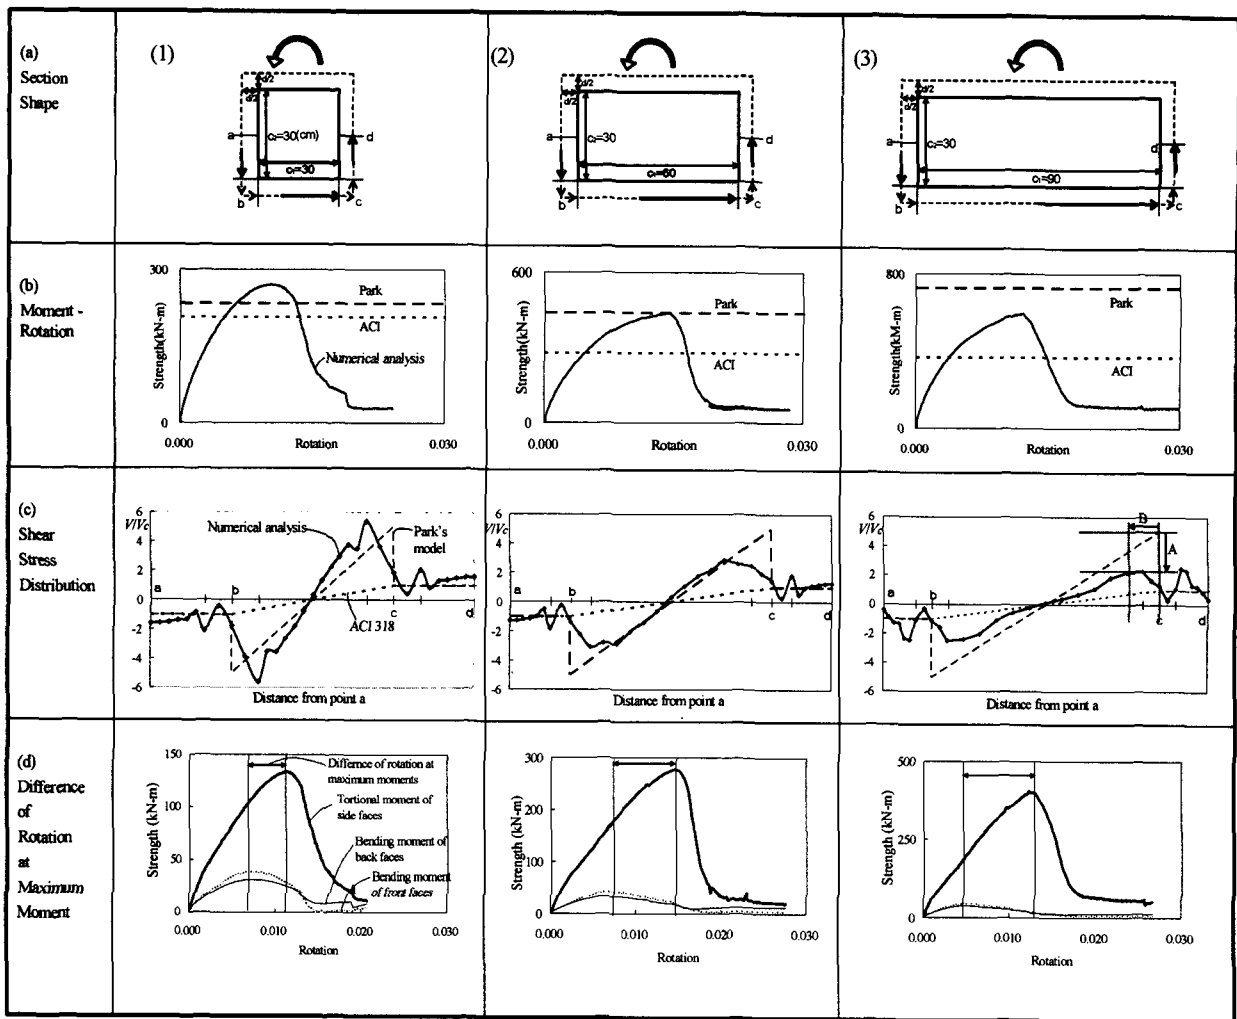 (a)
Section
Shape
(1)
d/2
d/2
a
c₂=30(cm)
d
c₁=30
b
c
(2)
d/2
d/2
a
c₂=30
d
c₁=60
b
c
(3)
d/2
d/2
a
c₂=30
d
c₁=90
b
c
(b)
Moment -
Rotation
300
Strength(kN-m)
Park
ACI
Numerical analysis
0
0.000
Rotation
0.030
600
Strength(kN-m)
Park
ACI
0
0.000
Rotation
0.030
800
Strength(kM-m)
Park
ACI
0
0.000
Rotation
0.030
(c)
Shear
Stress
Distribution
6
V/Vc
4
2
0
-2
-4
-6
Numerical analysis
Park's
model
a
b
c
d
ACI 318
Distance from point a
6
V/Vc
4
2
0
-2
-4
-6
a
b
c
d
Distance from point a
6
V/Vc
4
2
0
-2
-4
-6
B
A
a
b
c
d
Distance from point a
(d)
Difference
of
Rotation
at
Maximum
Moment
150
100
50
0
Strength (kN-m)
Differnce of rotation at
maximum moments
Tortional moment of
side faces
Bending moment of
back faces
Bending moment
of front faces
0.000
0.010
0.020
0.030
Rotation
300
200
100
0
Strength (kN-m)
0.000
0.010
0.020
0.030
Rotation
500
250
0
Strength (kN-m)
0.000
0.010
0.020
0.030
Rotation